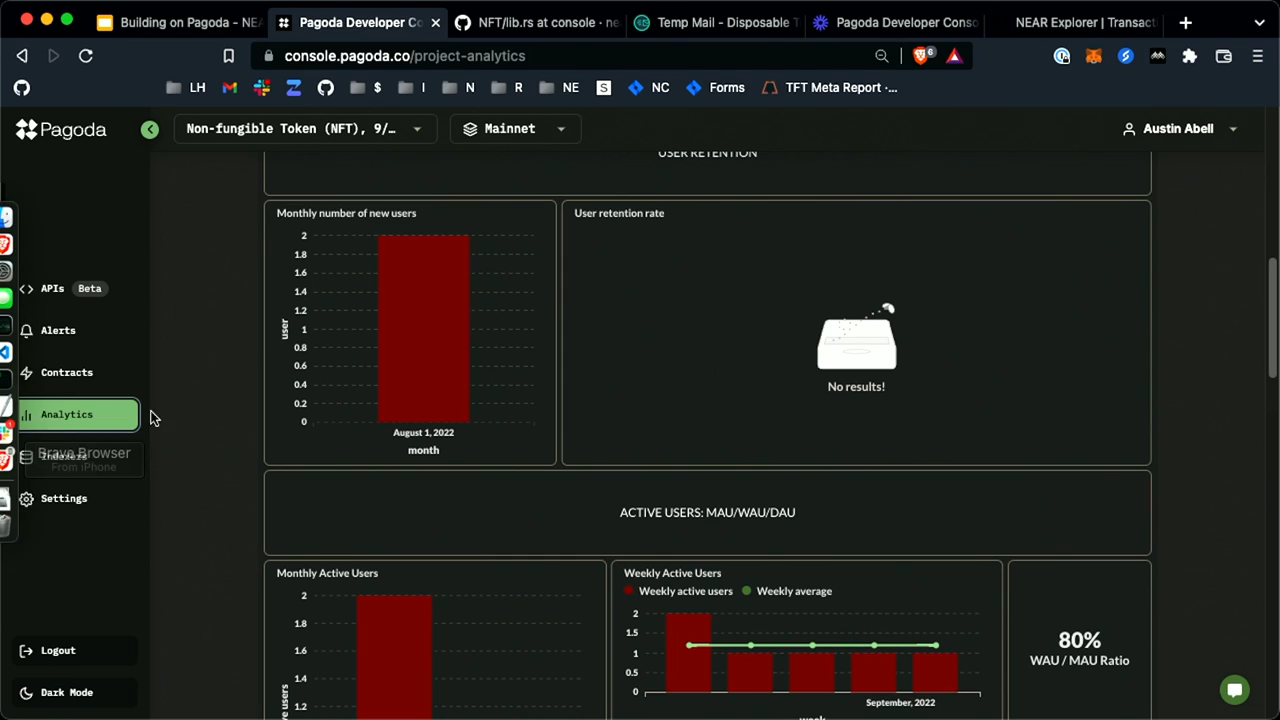 Building on Pagoda - NEA
Pagoda Developer Co
NFT/lib.rs at console · ne
Temp Mail - Disposable T
Pagoda Developer Conso
NEAR Explorer | Transacti
console.pagoda.co/project-analytics
6
LH
$
I
N
R
NE
S
NC
Forms
TFT Meta Report -...
Pagoda
Non-fungible Token (NFT), 9/...
Mainnet
Austin Abell
USER RETENTION
APIs
Beta
Alerts
Contracts
Analytics
Brave Browser
From iPhone
Settings
Logout
Dark Mode
Monthly number of new users
2
1.8
1.6
1.4
1.2
1
0.8
0.6
0.4
0.2
0
user
August 1, 2022
month
User retention rate
No results!
ACTIVE USERS: MAU/WAU/DAU
Monthly Active Users
2
1.8
1.6
1.4
1.2
Weekly Active Users
Weekly active users
Weekly average
2
1.5
1
0.5
0
September, 2022
80%
WAU / MAU Ratio